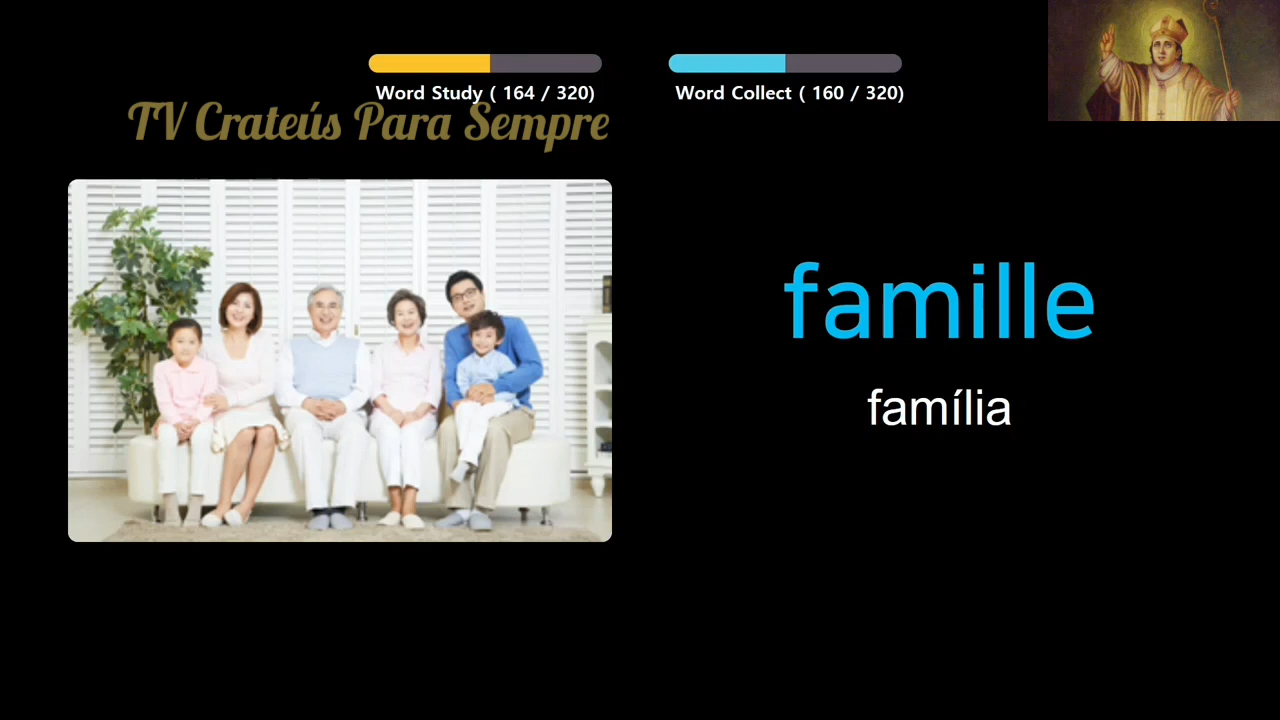 Word Study ( 164 / 320)
Word Collect ( 160 / 320)
TV Crateús Para Sempre
famille
família